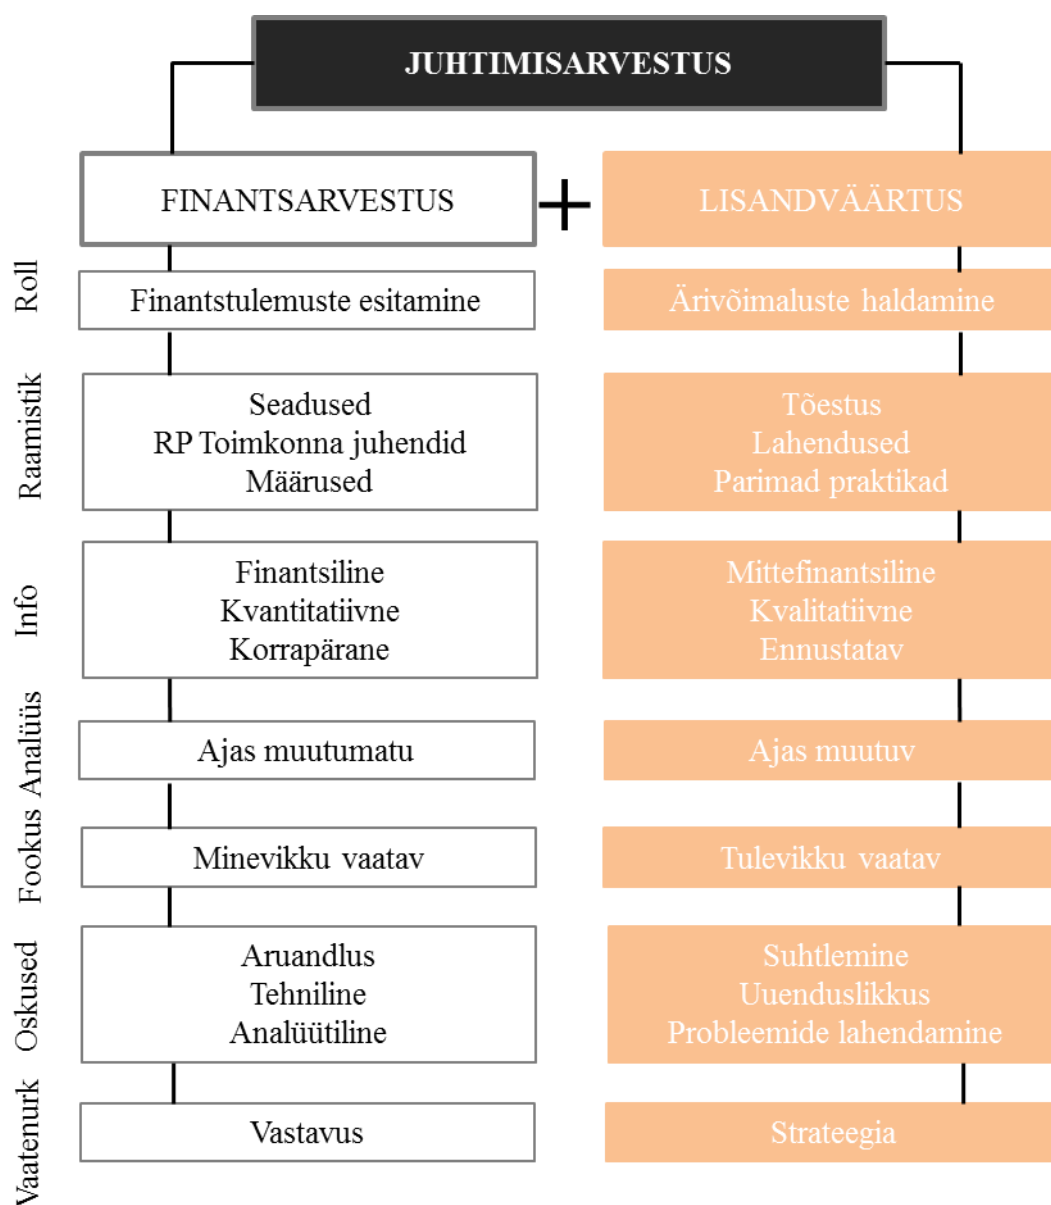 JUHTIMISARVESTUS
FINANTSARVESTUS
+
LISANDVÄÄRTUS
Roll
Finantstulemuste esitamine
Ärivõimaluste haldamine
Raamistik
Seadused
RP Toimkonna juhendid
Määrused
Tõestus
Lahendused
Parimad praktikad
Info
Finantsiline
Kvantitatiivne
Korrapärane
Mittefinantsiline
Kvalitatiivne
Ennustatav
Analüüs
Ajas muutumatu
Ajas muutuv
Fookus
Minevikku vaatav
Tulevikku vaatav
Oskused
Aruandlus
Tehniline
Analüütiline
Suhtlemine
Uuenduslikkus
Probleemide lahendamine
Vaatenurk
Vastavus
Strateegia